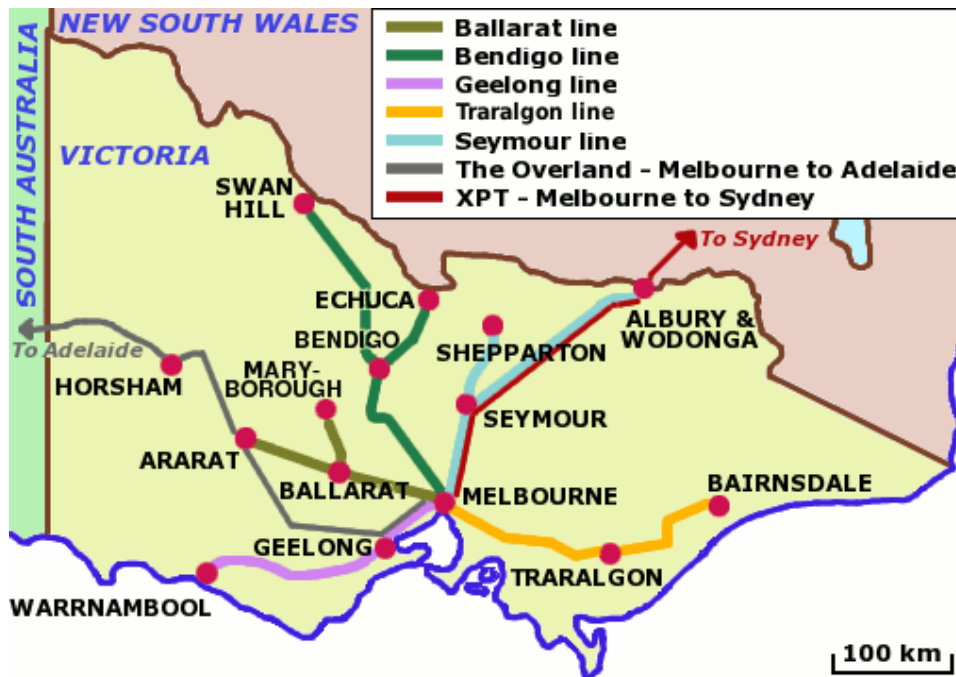 NEW SOUTH WALES
SOUTH AUSTRALIA
VICTORIA
Ballarat line
Bendigo line
Geelong line
Traralgon line
Seymour line
The Overland - Melbourne to Adelaide
XPT - Melbourne to Sydney
SWAN
HILL
To Sydney
ECHUCA
BENDIGO
SHEPPARTON
ALBURY &
WODONGA
To Adelaide
HORSHAM
MARY-
BOROUGH
SEYMOUR
ARARAT
BALLARAT
MELBOURNE
BAIRNSDALE
GEELONG
TRARALGON
WARRNAMBOOL
100 km